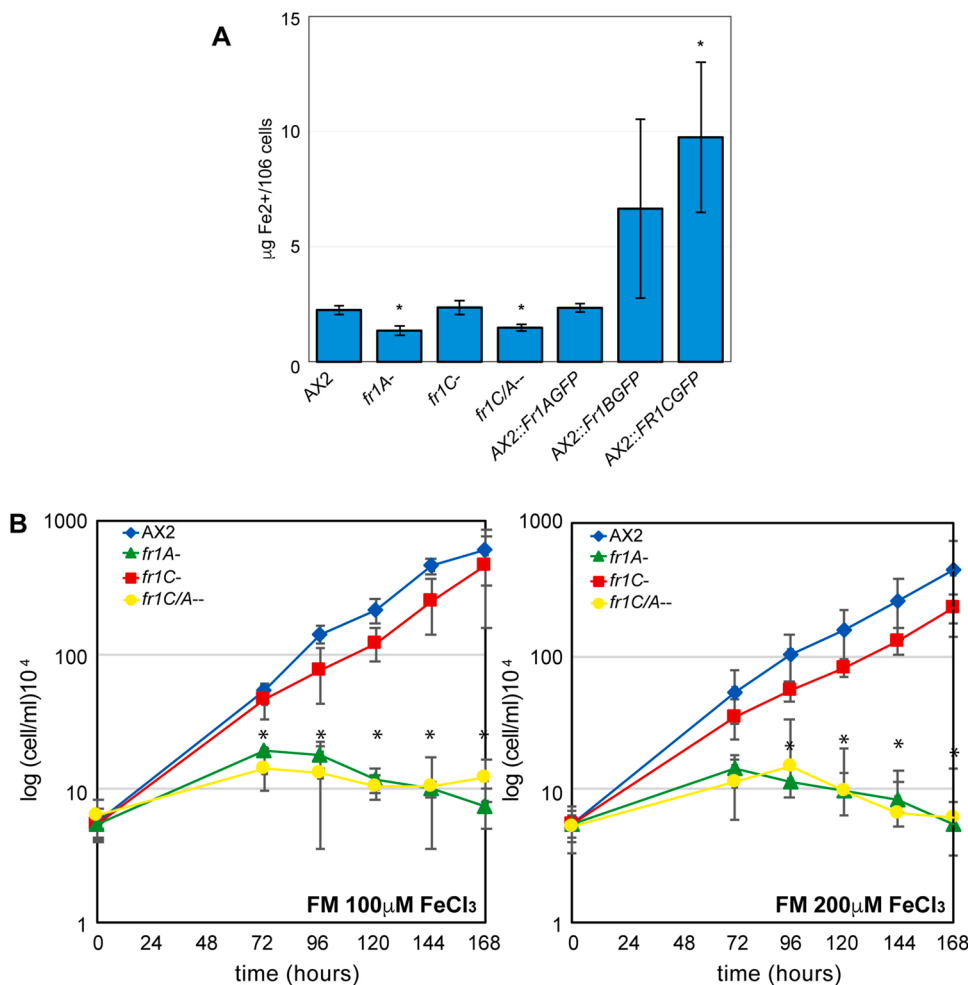 A
15
10
5
0
µg Fe2+/106 cells
*
*
*
AX2
fr1A-
fr1C-
fr1C/A--
AX2::Fr1AGFP
AX2::Fr1BGFP
AX2::FR1CGFP
B
1000
100
10
1
log (cell/ml)10⁴
AX2
fr1A-
fr1C-
fr1C/A--
* * * * *
FM 100µM FeCl₃
0 24 48 72 96 120 144 168
time (hours)
1000
100
10
1
log (cell/ml)10⁴
AX2
fr1A-
fr1C-
fr1C/A--
* * * *
FM 200µM FeCl₃
0 24 48 72 96 120 144 168
time (hours)